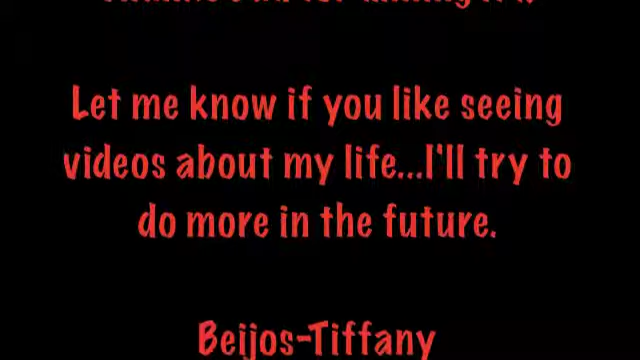 Let me know if you like seeing
videos about my life...I'll try to
do more in the future.
Beijos-Tiffany